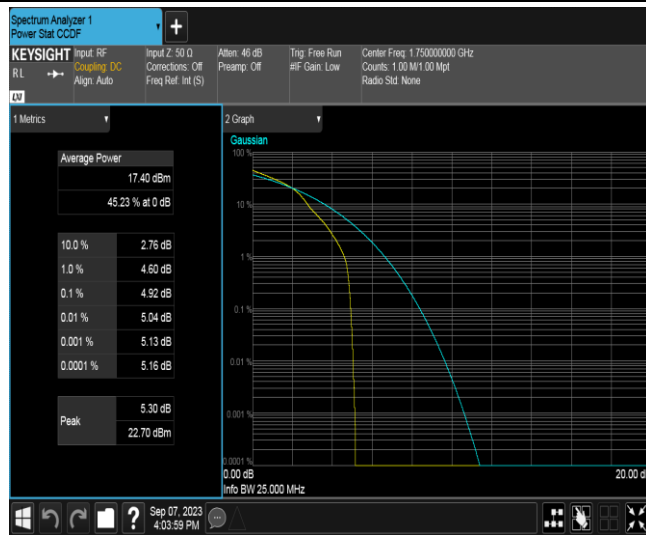 Spectrum Analyzer 1
Power Stat CCDF
KEYSIGHT
RL
Input: RF
Coupling: DC
Align: Auto
Input Z: 50 Ω
Corrections: Off
Freq Ref: Int (S)
Atten: 46 dB
Preamp: Off
Trig: Free Run
#IF Gain: Low
Center Freq: 1.750000000 GHz
Counts: 1.00 M/1.00 Mpt
Radio Std: None
LXI
1 Metrics
Average Power
17.40 dBm
45.23 % at 0 dB
10.0 % 2.76 dB
1.0 % 4.60 dB
0.1 % 4.92 dB
0.01 % 5.04 dB
0.001 % 5.13 dB
0.0001 % 5.16 dB
Peak
5.30 dB
22.70 dBm
2 Graph
Gaussian
100 %
10 %
1 %
0.1 %
0.01 %
0.001 %
0.0001 %
0.00 dB
20.00 d
Info BW 25.000 MHz
?
Sep 07, 2023
4:03:59 PM